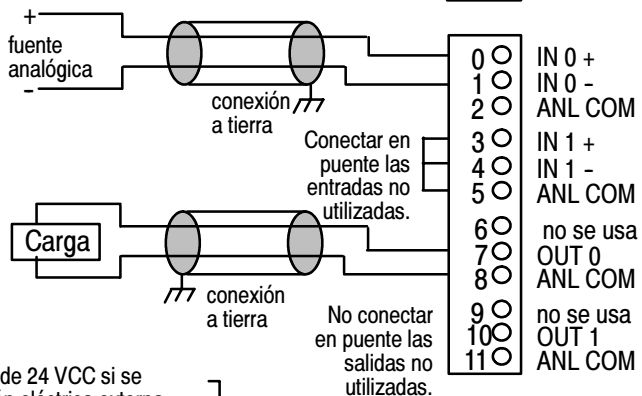 +
fuente
analógica
-
conexión
a tierra
0 IN 0 +
1 IN 0 -
2 ANL COM
Conectar en
puente las
entradas no
utilizadas.
3 IN 1 +
4 IN 1 -
5 ANL COM
Carga
conexión
a tierra
6 no se usa
7 OUT 0
8 ANL COM
No conectar
en puente las
salidas no
utilizadas.
9 no se usa
10 OUT 1
11 ANL COM
de 24 VCC si se
eléctrica externa